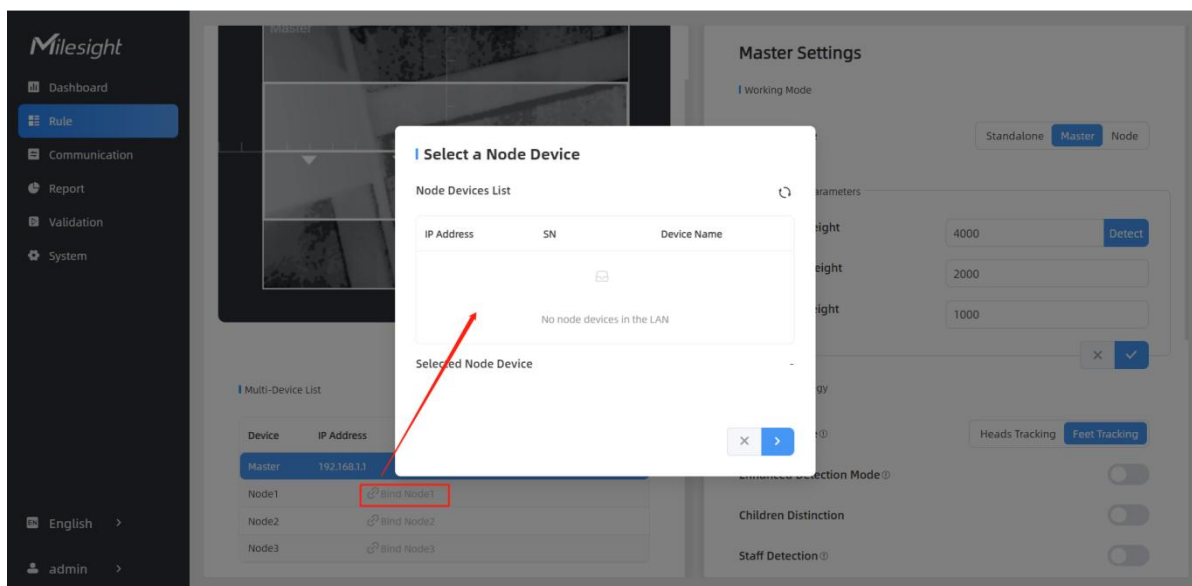 Milesight
Dashboard
Rule
Communication
Report
Validation
System
English
admin
Master
Multi-Device List
Device IP Address
Master 192.168.1.1
Node1 Bind Node1
Node2 Bind Node2
Node3 Bind Node3
Select a Node Device
Node Devices List
IP Address SN Device Name
No node devices in the LAN
Selected Node Device -
Master Settings
Working Mode
Standalone Master Node
arameters
eight 4000 Detect
eight 2000
eight 1000
gy
Heads Tracking Feet Tracking
Enhanced Detection Mode
Children Distinction
Staff Detection